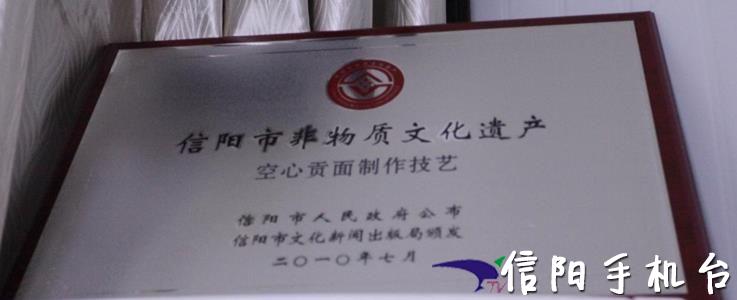 信阳市非物质文化遗产
空心贡面制作技艺
信阳市人民政府公布
信阳市文化新闻出版局颁发
二〇一〇年七月
信阳手机台